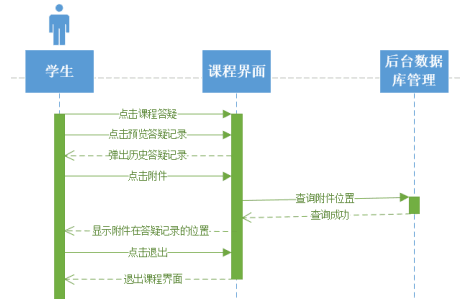 学生
课程界面
后台数据
库管理
点击课程答疑
点击预览答疑记录
弹出历史答疑记录
点击附件
查询附件位置
查询成功
显示附件在答疑记录的位置
点击退出
退出课程界面